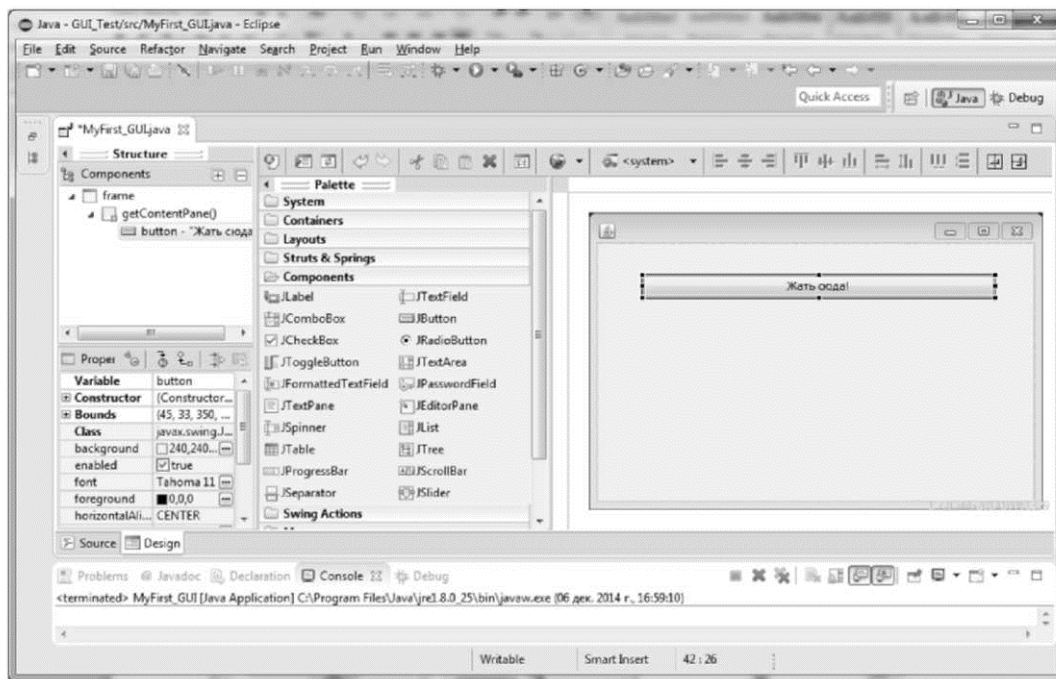 Java - GUI_Test/src/MyFirst_GUI.java - Eclipse
File Edit Source Refactor Navigate Search Project Run Window Help
Quick Access Java Debug
*MyFirst_GUI.java
Structure
Components
frame
getContentPane()
button - "Жать сюда
<system>
Palette
System
Containers
Layouts
Struts & Springs
Components
JLabel JTextField
JComboBox JButton
JCheckBox JRadioButton
JToggleButton JTextArea
JFormattedTextField JPasswordField
JTextPane JEditorPane
JSpinner JList
JTable JTree
JProgressBar JScrollBar
JSeparator JSlider
Swing Actions
Жать сюда!
Proper
Variable button
Constructor (Constructor...
Bounds (45, 33, 350, ...
Class javax.swing.J...
background 240,240...
enabled true
font Tahoma 11
foreground 0,0,0
horizontalAli... CENTER
Source Design
Problems Javadoc Declaration Console Debug
<terminated> MyFirst_GUI [Java Application] C:\Program Files\Java\jre1.8.0_25\bin\javaw.exe (06 дек. 2014 г., 16:59:10)
Writable Smart Insert 42 : 26